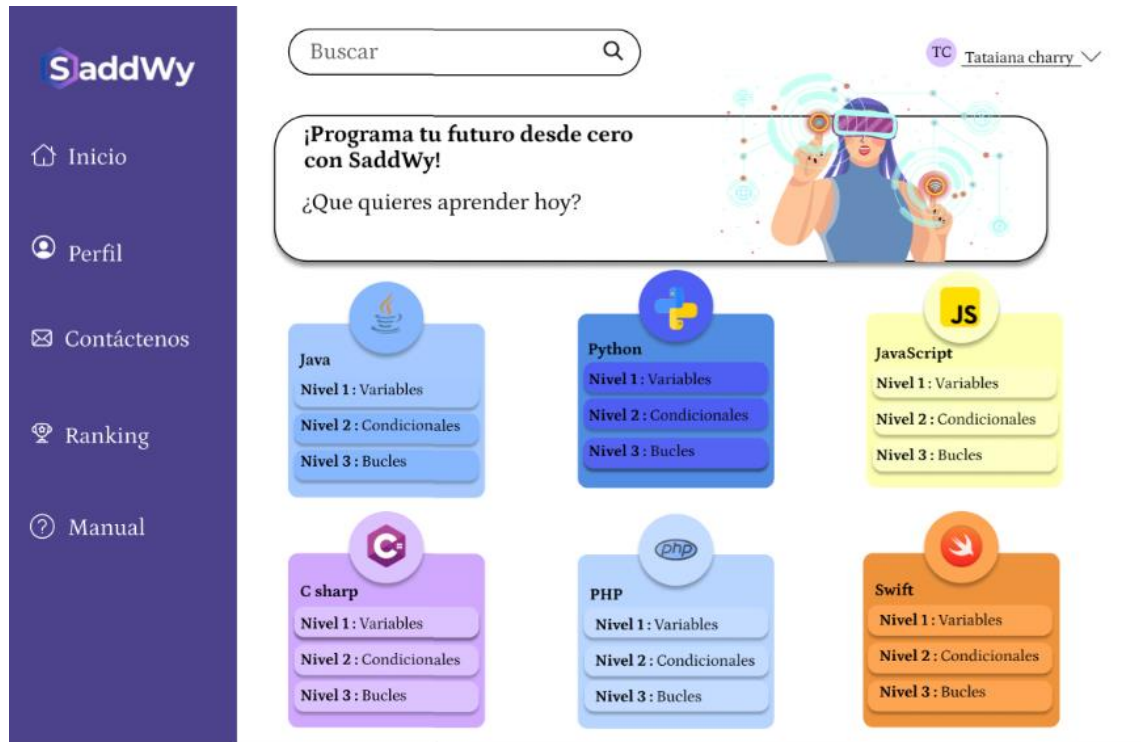 SaddWy
Inicio
Perfil
Contáctenos
Ranking
Manual
Buscar
TC Tataiana charry
¡Programa tu futuro desde cero
con SaddWy!
¿Que quieres aprender hoy?
Java
Nivel 1 : Variables
Nivel 2 : Condicionales
Nivel 3 : Bucles
Python
Nivel 1 : Variables
Nivel 2 : Condicionales
Nivel 3 : Bucles
JS
JavaScript
Nivel 1 : Variables
Nivel 2 : Condicionales
Nivel 3 : Bucles
C
C sharp
Nivel 1 : Variables
Nivel 2 : Condicionales
Nivel 3 : Bucles
php
PHP
Nivel 1 : Variables
Nivel 2 : Condicionales
Nivel 3 : Bucles
Swift
Nivel 1 : Variables
Nivel 2 : Condicionales
Nivel 3 : Bucles